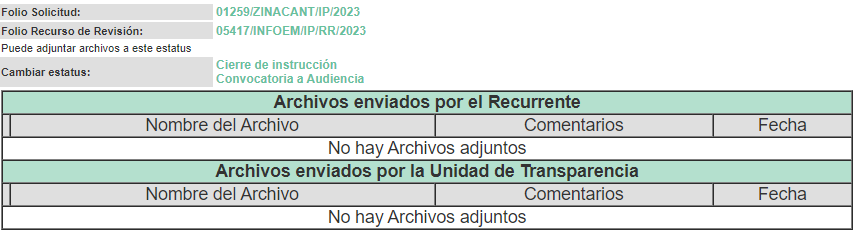 Folio Solicitud: 01259/ZINACANT/IP/2023
Folio Recurso de Revisión: 05417/INFOEM/IP/RR/2023
Puede adjuntar archivos a este estatus
Cambiar estatus: Cierre de instrucción
Convocatoria a Audiencia
Archivos enviados por el Recurrente
Nombre del Archivo Comentarios Fecha
No hay Archivos adjuntos
Archivos enviados por la Unidad de Transparencia
Nombre del Archivo Comentarios Fecha
No hay Archivos adjuntos